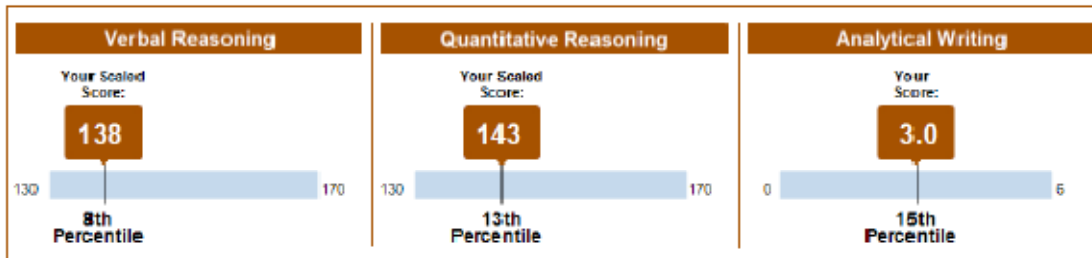 Verbal Reasoning
Your Scaled
Score:
138
130
170
8th
Percentile
Quantitative Reasoning
Your Scaled
Score:
143
130
170
13th
Percentile
Analytical Writing
Your
Score:
3.0
0
6
15th
Percentile